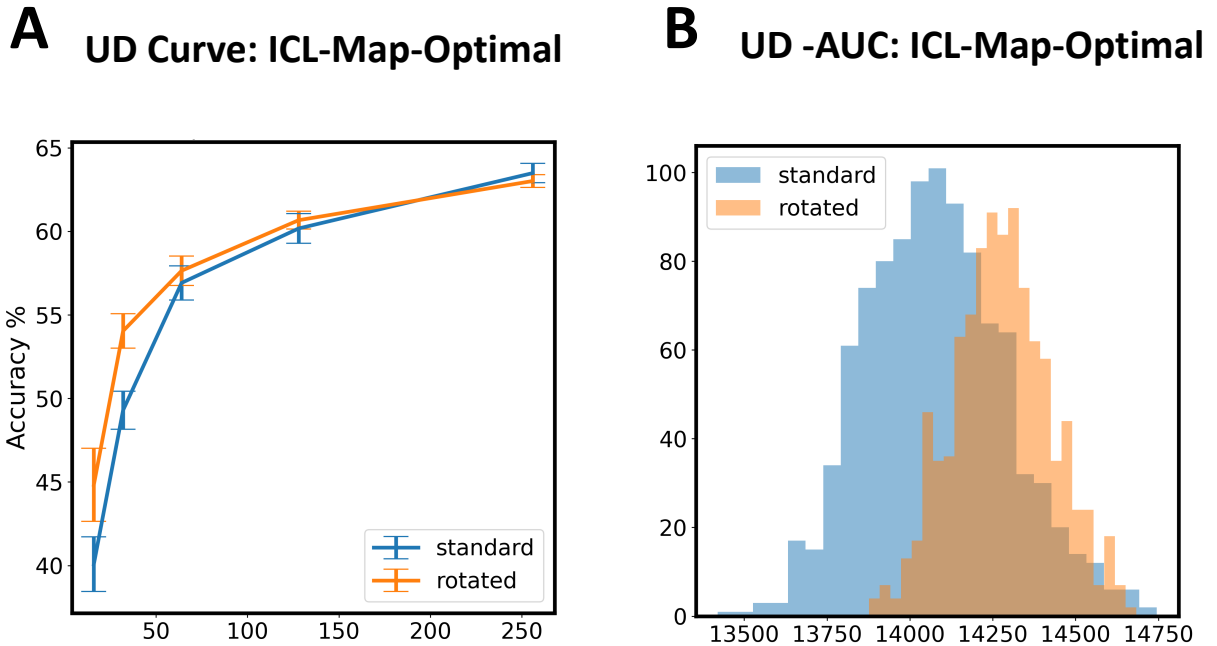 A
UD Curve: ICL-Map-Optimal
65
60
55
50
45
40
Accuracy %
50
100
150
200
250
standard
rotated
B
UD -AUC: ICL-Map-Optimal
100
80
60
40
20
0
13500
13750
14000
14250
14500
14750
standard
rotated